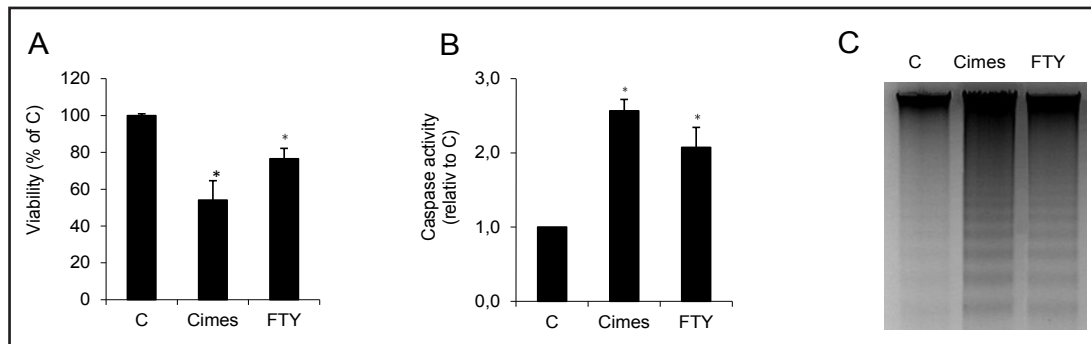 A
Viability (% of C)
120
100
80
60
40
20
0
*
*
C Cimes FTY
B
Caspase activity
(relativ to C)
3,0
2,0
1,0
0,0
*
*
C Cimes FTY
C
C Cimes FTY